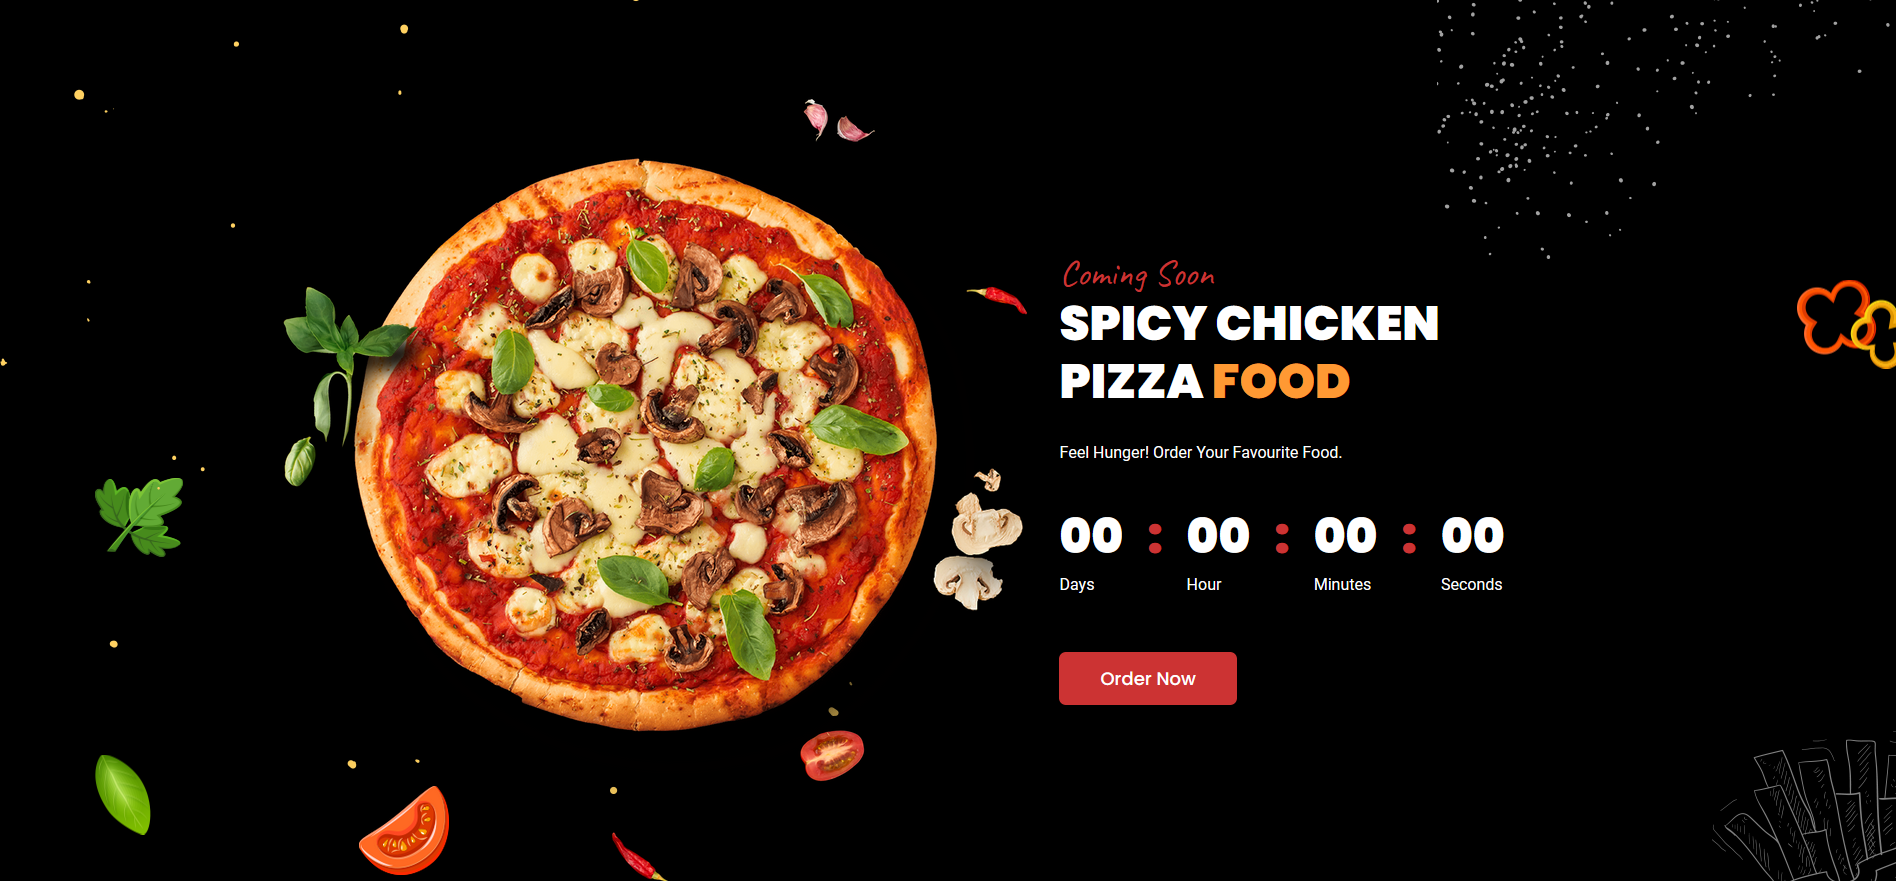 Coming Soon
SPICY CHICKEN
PIZZA FOOD
Feel Hunger! Order Your Favourite Food.
00 : 00 : 00 : 00
Days Hour Minutes Seconds
Order Now